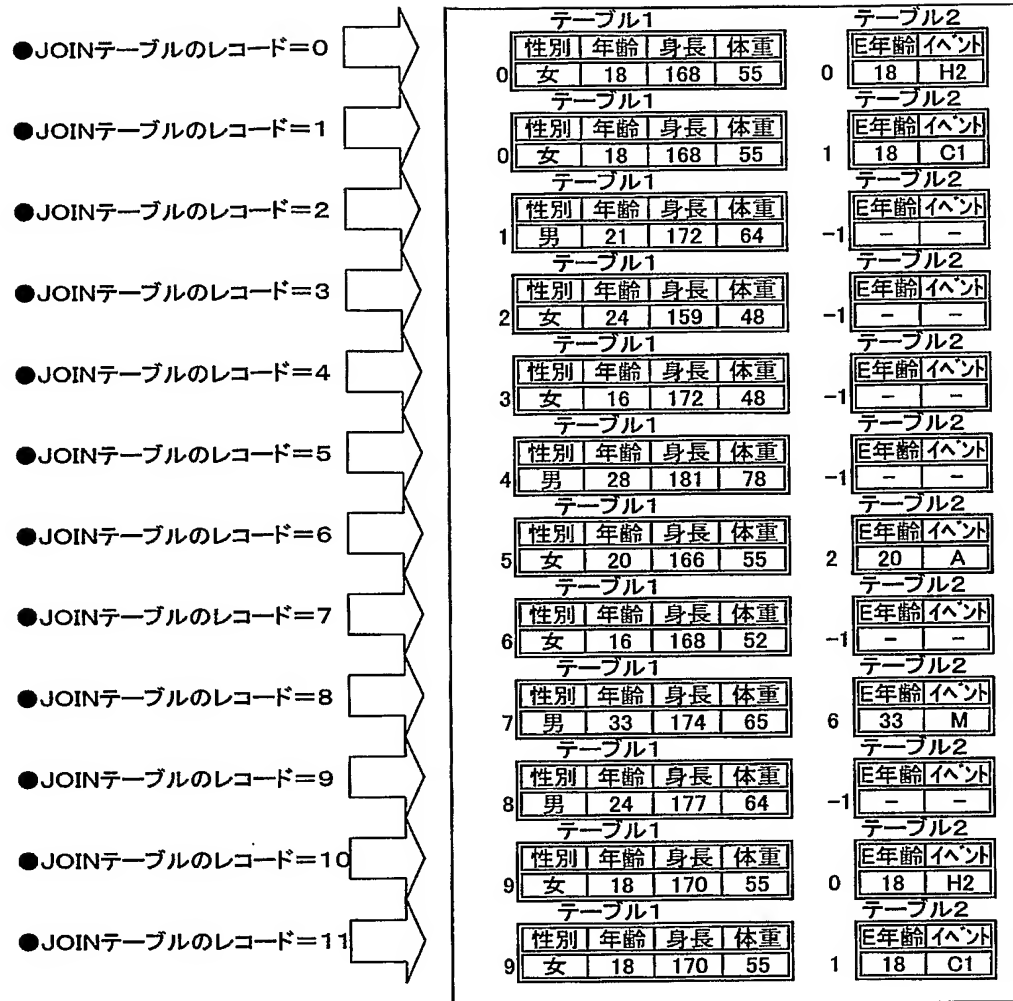 テーブル1 テーブル2
●JOINテーブルのレコード=0 性別 年齢 身長 体重 E年齢 イベント
0 女 18 168 55 0 18 H2
テーブル1 テーブル2
●JOINテーブルのレコード=1 性別 年齢 身長 体重 E年齢 イベント
0 女 18 168 55 1 18 C1
テーブル1 テーブル2
●JOINテーブルのレコード=2 性別 年齢 身長 体重 E年齢 イベント
1 男 21 172 64 -1 - -
テーブル1 テーブル2
●JOINテーブルのレコード=3 性別 年齢 身長 体重 E年齢 イベント
2 女 24 159 48 -1 - -
テーブル1 テーブル2
●JOINテーブルのレコード=4 性別 年齢 身長 体重 E年齢 イベント
3 女 16 172 48 -1 - -
テーブル1 テーブル2
●JOINテーブルのレコード=5 性別 年齢 身長 体重 E年齢 イベント
4 男 28 181 78 -1 - -
テーブル1 テーブル2
●JOINテーブルのレコード=6 性別 年齢 身長 体重 E年齢 イベント
5 女 20 166 55 2 20 A
テーブル1 テーブル2
●JOINテーブルのレコード=7 性別 年齢 身長 体重 E年齢 イベント
6 女 16 168 52 -1 - -
テーブル1 テーブル2
●JOINテーブルのレコード=8 性別 年齢 身長 体重 E年齢 イベント
7 男 33 174 65 6 33 M
テーブル1 テーブル2
●JOINテーブルのレコード=9 性別 年齢 身長 体重 E年齢 イベント
8 男 24 177 64 -1 - -
テーブル1 テーブル2
●JOINテーブルのレコード=10 性別 年齢 身長 体重 E年齢 イベント
9 女 18 170 55 0 18 H2
テーブル1 テーブル2
●JOINテーブルのレコード=11 性別 年齢 身長 体重 E年齢 イベント
9 女 18 170 55 1 18 C1